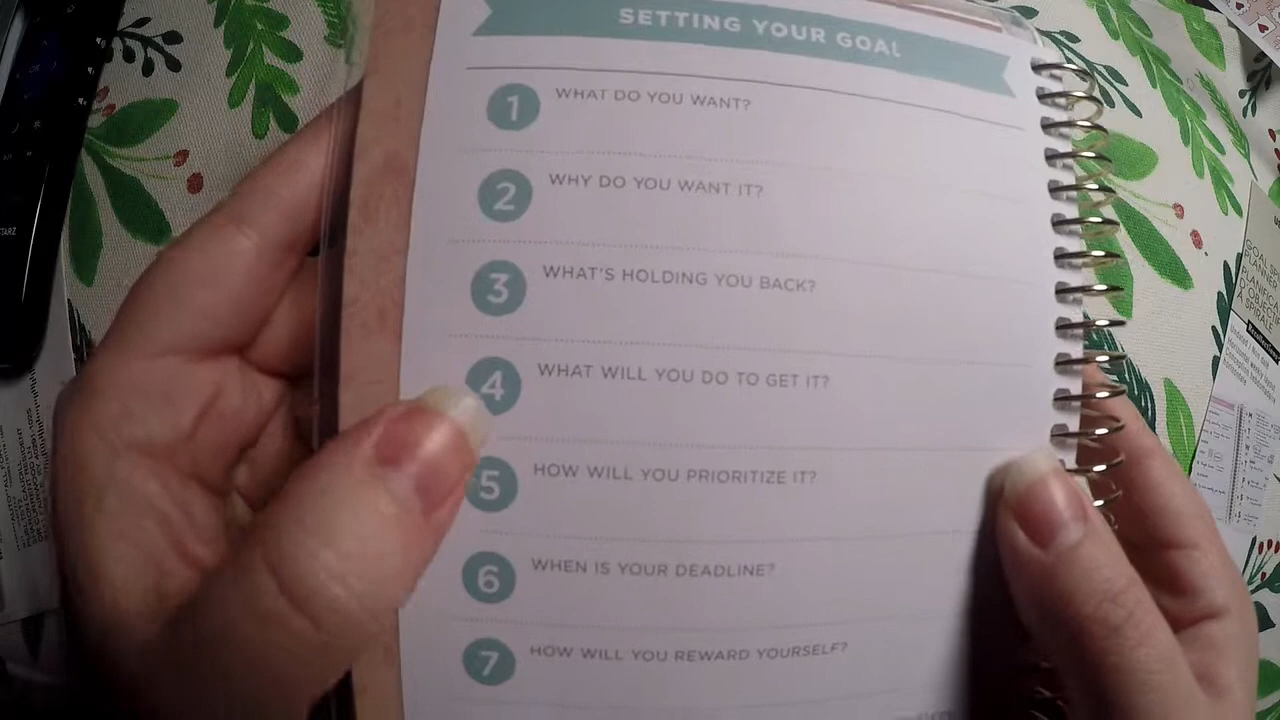 SETTING YOUR GOAL
1 WHAT DO YOU WANT?
2 WHY DO YOU WANT IT?
3 WHAT'S HOLDING YOU BACK?
4 WHAT WILL YOU DO TO GET IT?
5 HOW WILL YOU PRIORITIZE IT?
6 WHEN IS YOUR DEADLINE?
7 HOW WILL YOU REWARD YOURSELF?
STARZ